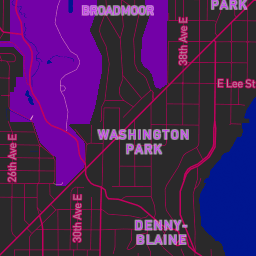 BROADMOOR
PARK
38th Ave E
E Lee St
WASHINGTON
PARK
26th Ave E
30th Ave E
DENNY-
BLAINE